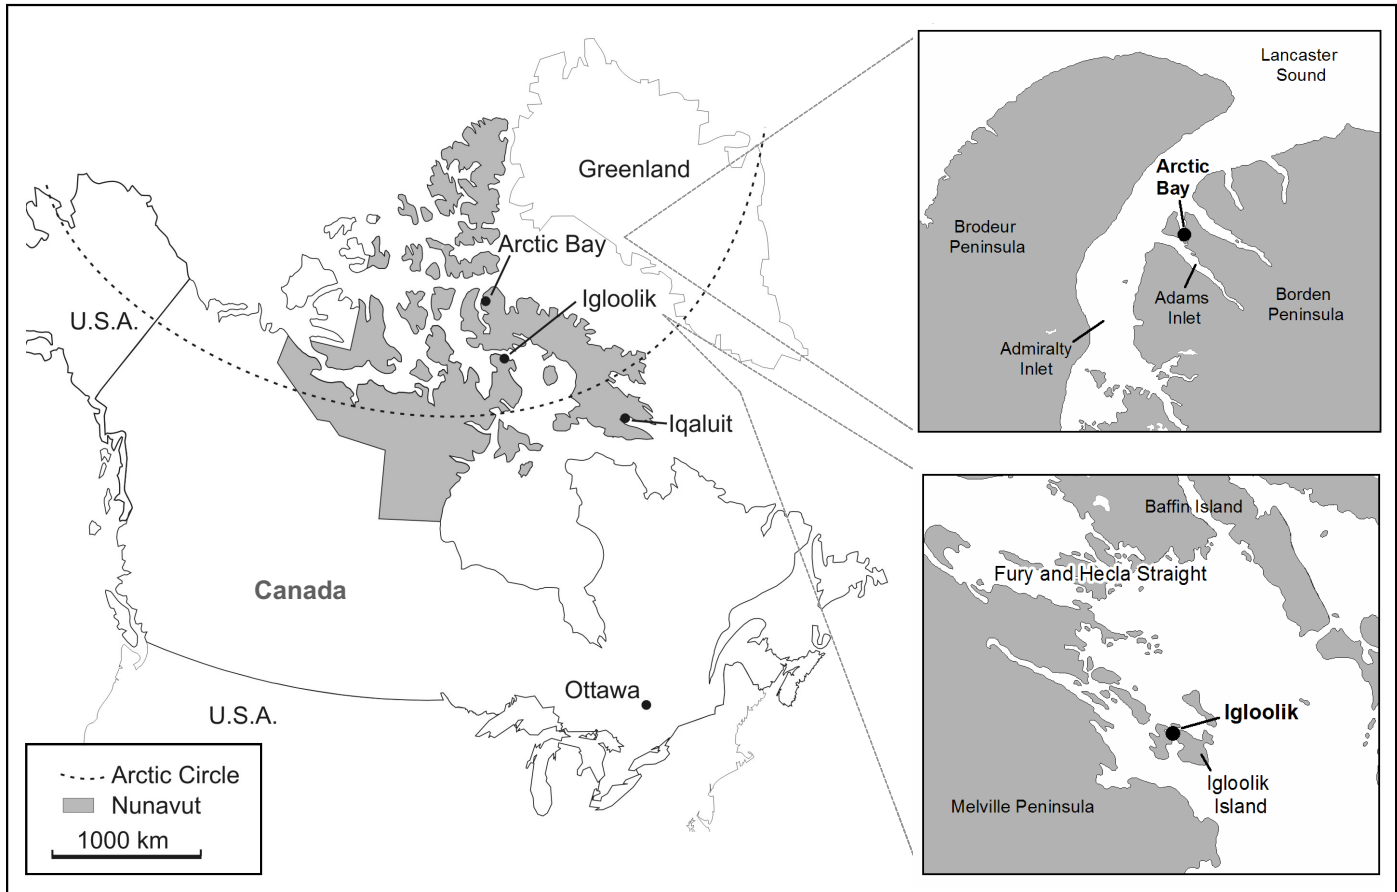 Greenland
Arctic Bay
Igloolik
U.S.A.
Iqaluit
Canada
Ottawa
U.S.A.
Arctic Circle
Nunavut
1000 km
Lancaster
Sound
Arctic
Bay
Brodeur
Peninsula
Adams
Inlet
Borden
Peninsula
Admiralty
Inlet
Baffin Island
Fury and Hecla Straight
Igloolik
Igloolik
Island
Melville Peninsula